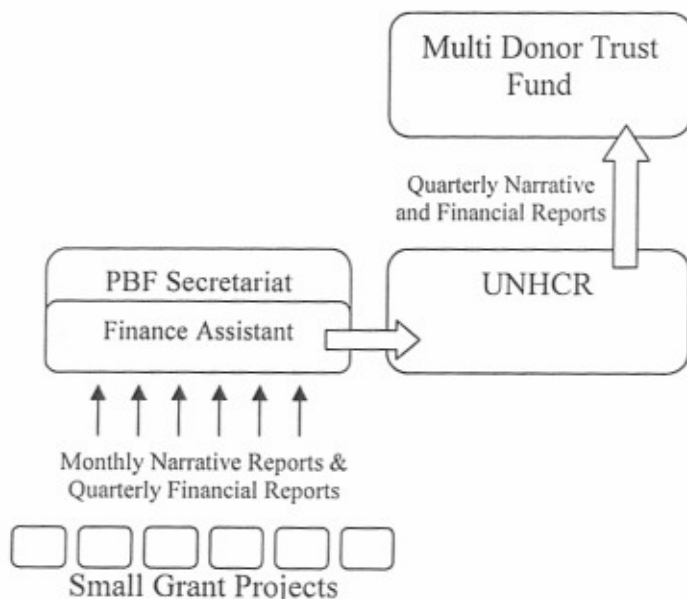 Multi Donor Trust
Fund
Quarterly Narrative
and Financial Reports
PBF Secretariat
Finance Assistant
UNHCR
Monthly Narrative Reports &
Quarterly Financial Reports
Small Grant Projects